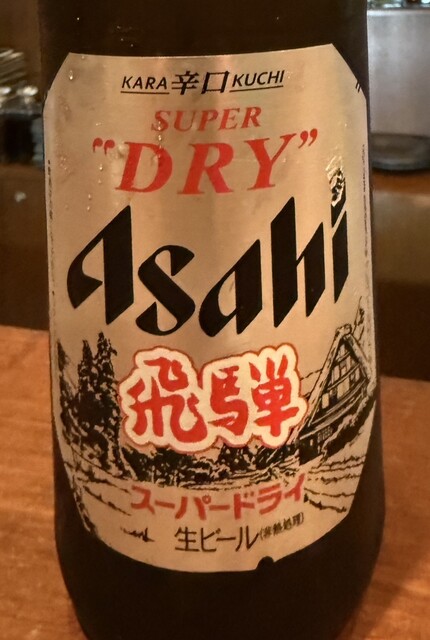 KARA 辛口 KUCHI
SUPER
"DRY"
Asahi
飛騨
スーパードライ
生ビール(非熱処理)